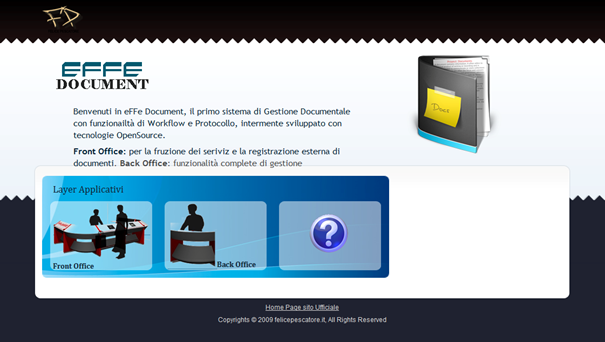 FP
EFFE
DOCUMENT
Benvenuti in eFFe Document, il primo sistema di Gestione Documentale
con funzionalità di Workflow e Protocollo, intermente sviluppato con
tecnologie OpenSource.
Front Office: per la fruzione dei seriviz e la registrazione esterna di
documenti. Back Office: funzionalità complete di gestione
Docs
Layer Applicativi
Front Office
Back Office
?
Home Page sito Ufficiale
Copyrights © 2009 felicepescatore.it, All Rights Reserved